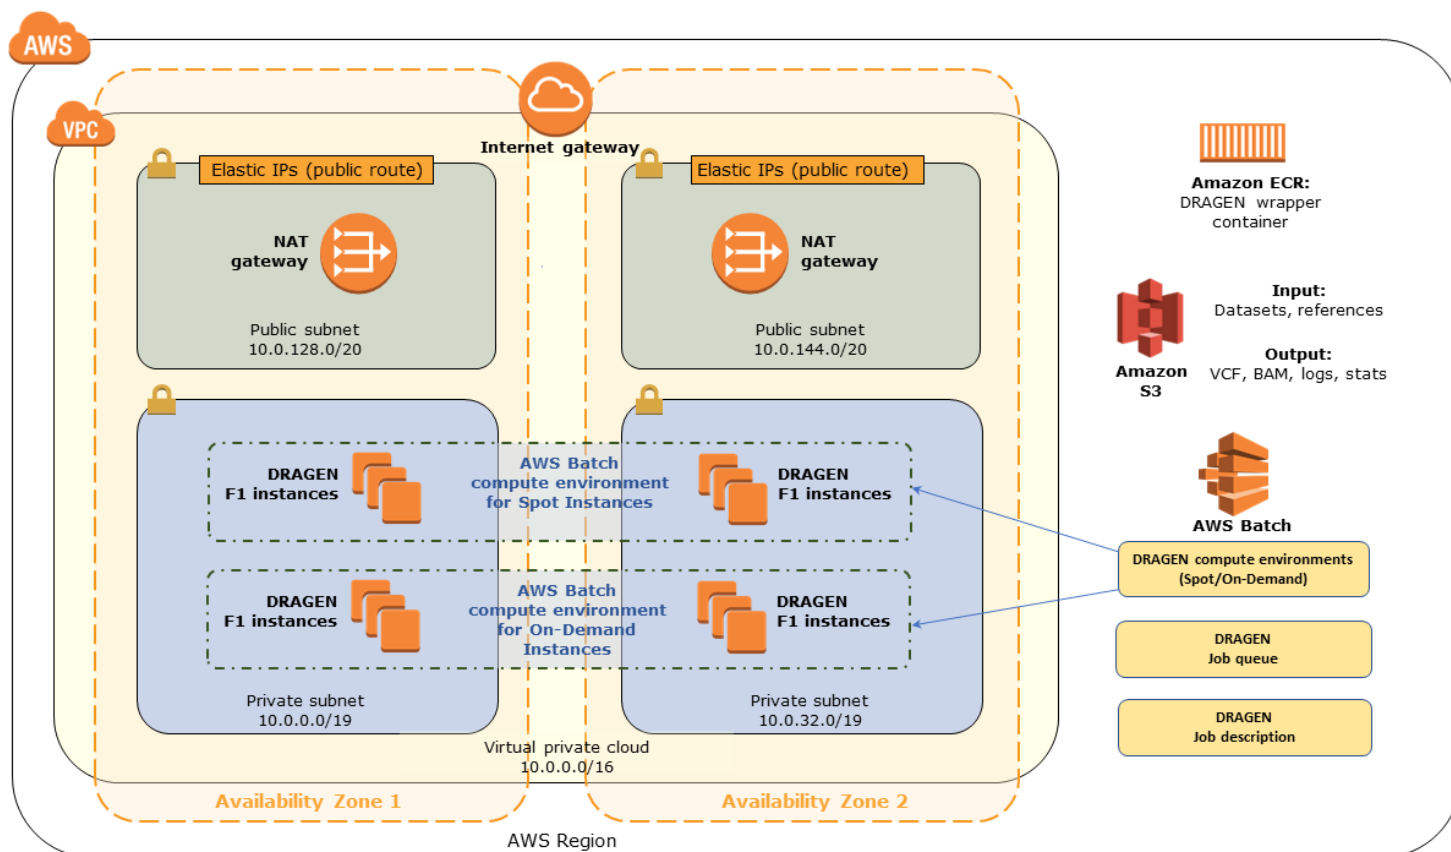 AWS
VPC
Internet gateway
Elastic IPs (public route)
Elastic IPs (public route)
NAT
gateway
NAT
gateway
Public subnet
10.0.128.0/20
Public subnet
10.0.144.0/20
DRAGEN
F1 instances
AWS Batch
compute environment
for Spot Instances
DRAGEN
F1 instances
DRAGEN
F1 instances
AWS Batch
compute environment
for On-Demand
Instances
DRAGEN
F1 instances
Private subnet
10.0.0.0/19
Private subnet
10.0.32.0/19
Virtual private cloud
10.0.0.0/16
Availability Zone 1
Availability Zone 2
AWS Region
Amazon ECR:
DRAGEN wrapper
container
Amazon
S3
Input:
Datasets, references
Output:
VCF, BAM, logs, stats
AWS Batch
DRAGEN compute environments
(Spot/On-Demand)
DRAGEN
Job queue
DRAGEN
Job description